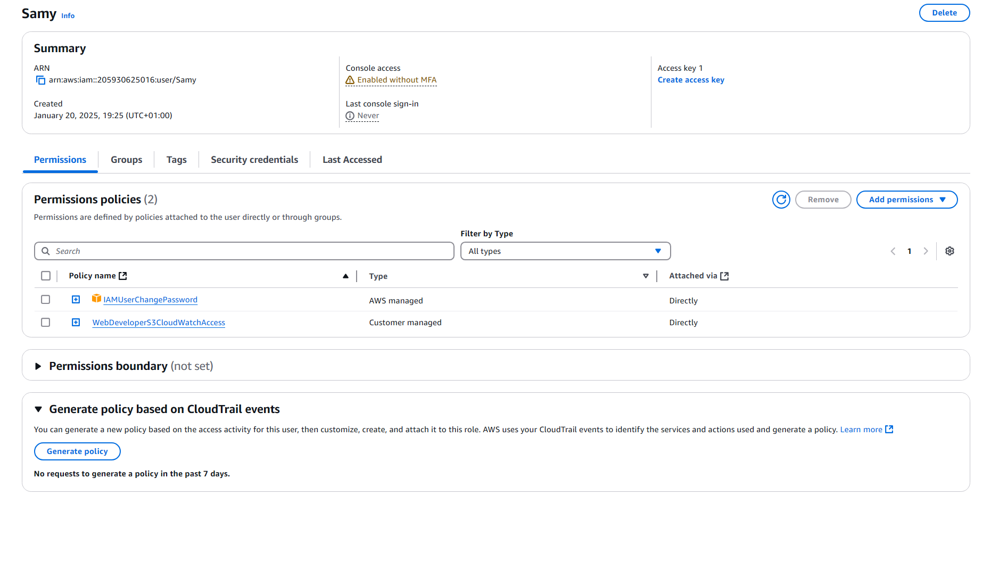 Samy Info
Delete
Summary
ARN
arn:aws:iam::205930625016:user/Samy
Created
January 20, 2025, 19:25 (UTC+01:00)
Console access
Enabled without MFA
Last console sign-in
Never
Access key 1
Create access key
Permissions
Groups
Tags
Security credentials
Last Accessed
Permissions policies (2)
Remove
Add permissions
Permissions are defined by policies attached to the user directly or through groups.
Filter by Type
Search
All types
1
Policy name
Type
Attached via
IAMUserChangePassword
AWS managed
Directly
WebDeveloperS3CloudWatchAccess
Customer managed
Directly
Permissions boundary (not set)
Generate policy based on CloudTrail events
You can generate a new policy based on the access activity for this user, then customize, create, and attach it to this role. AWS uses your CloudTrail events to identify the services and actions used and generate a policy. Learn more
Generate policy
No requests to generate a policy in the past 7 days.